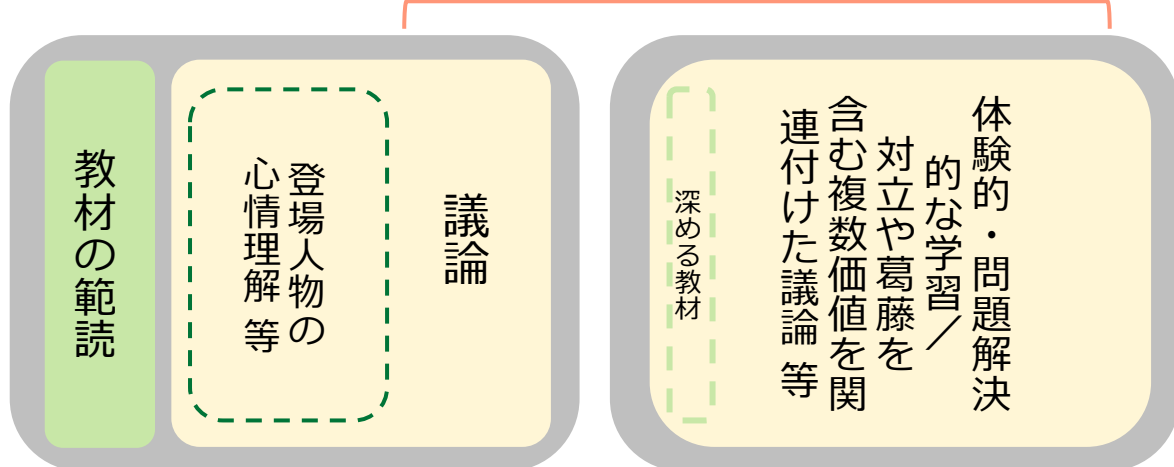 教材の範読
登場人物の
心情理解 等
議論
深める教材
体験的・問題解決
的な学習／
対立や葛藤を
含む複数価値を関
連付けた議論 等